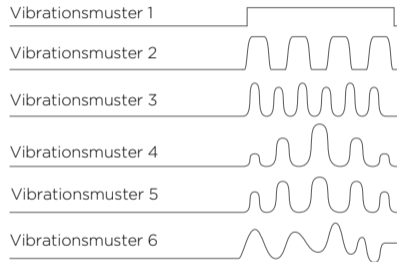 Vibrationsmuster 1
Vibrationsmuster 2
Vibrationsmuster 3
Vibrationsmuster 4
Vibrationsmuster 5
Vibrationsmuster 6